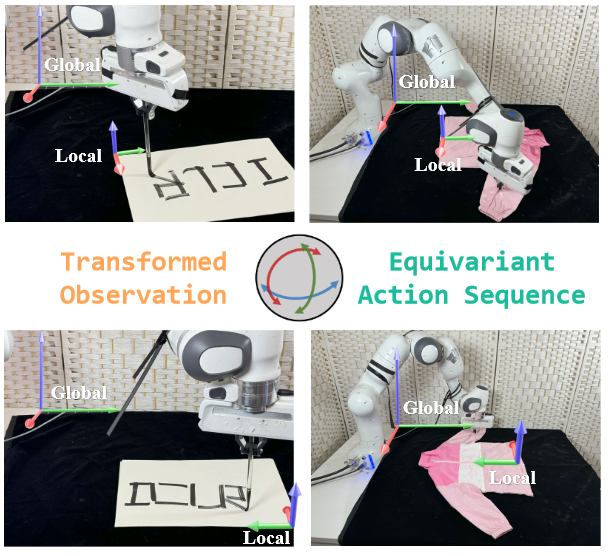 Global
Global
Local
Local
Transformed
Observation
Equivariant
Action Sequence
Global
Global
Local
Local